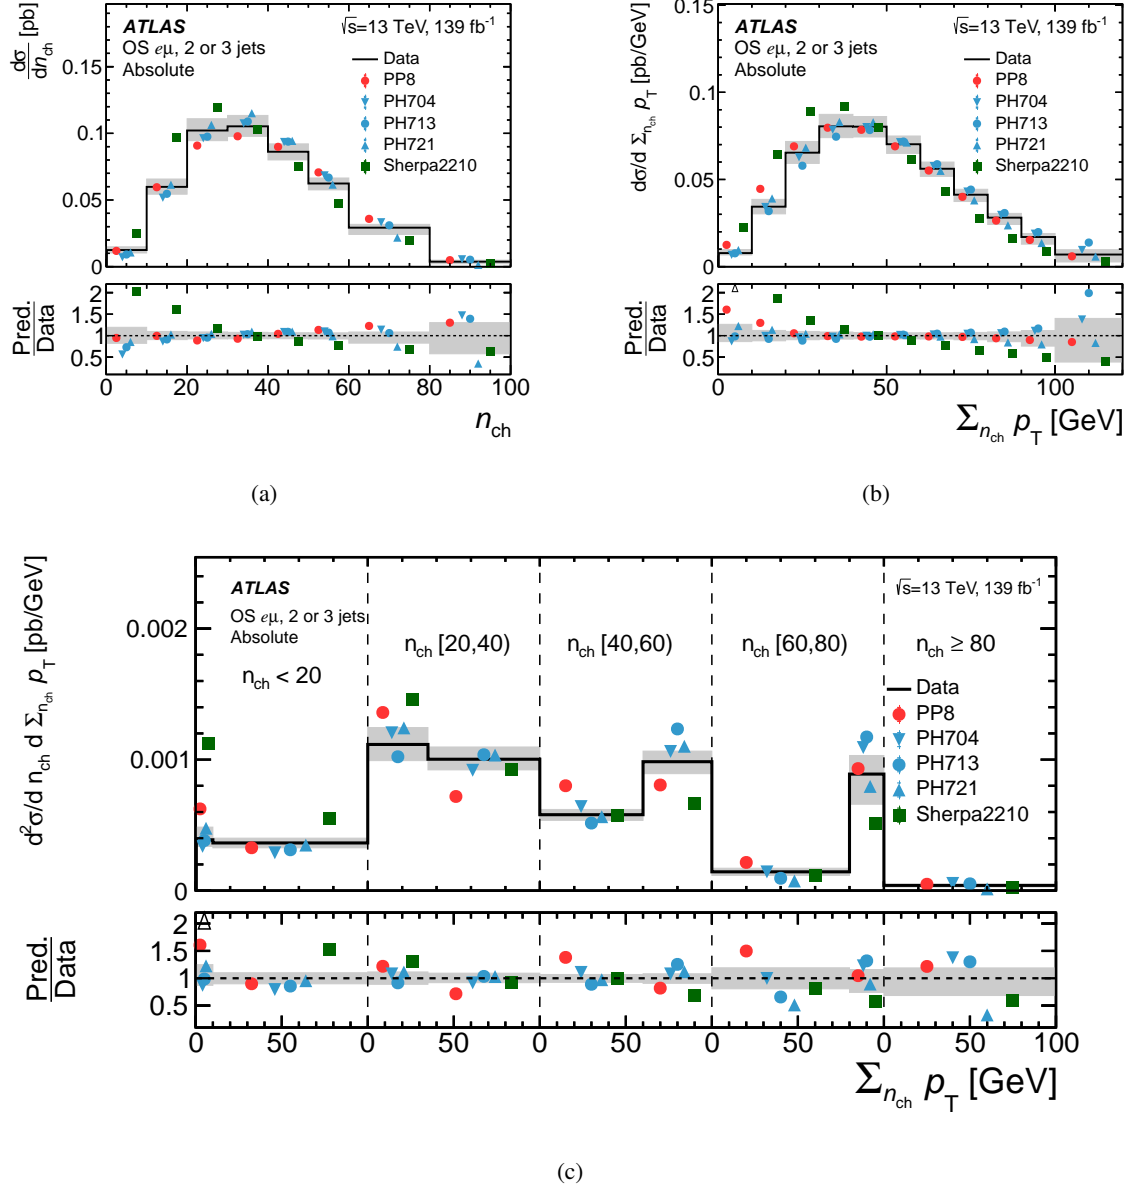 dσ/dn_ch [pb]
ATLAS
√s=13 TeV, 139 fb⁻¹
OS eμ, 2 or 3 jets
Absolute
Data
PP8
PH704
PH713
PH721
Sherpa2210
0.15
0.1
0.05
0
Pred./Data
2
1.5
1
0.5
0 20 40 60 80 100
n_ch
(a)
dσ/d Σ_n_ch p_T [pb/GeV]
ATLAS
√s=13 TeV, 139 fb⁻¹
OS eμ, 2 or 3 jets
Absolute
Data
PP8
PH704
PH713
PH721
Sherpa2210
0.15
0.1
0.05
0
Pred./Data
2
1.5
1
0.5
0 50 100
Σ_n_ch p_T [GeV]
(b)
d²σ/d n_ch d Σ_n_ch p_T [pb/GeV]
ATLAS
√s=13 TeV, 139 fb⁻¹
OS eμ, 2 or 3 jets
Absolute
n_ch < 20
n_ch [20,40)
n_ch [40,60)
n_ch [60,80)
n_ch ≥ 80
Data
PP8
PH704
PH713
PH721
Sherpa2210
0.002
0.001
0
Pred./Data
2
1.5
1
0.5
0 50 0 50 0 50 0 50 0 50 100
Σ_n_ch p_T [GeV]
(c)